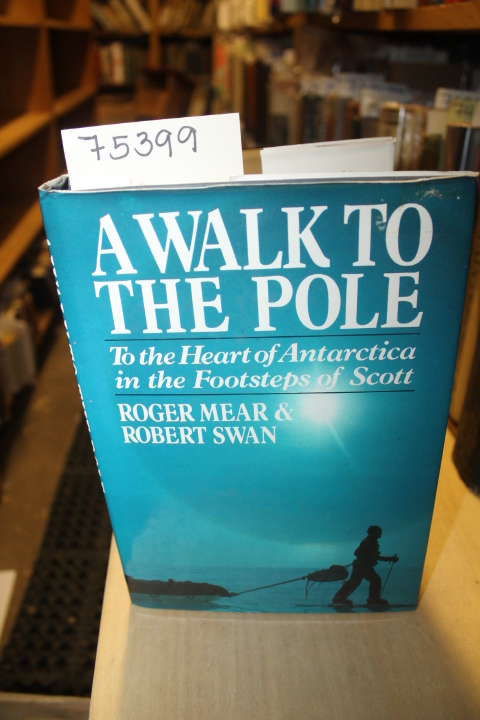 75399
A WALK TO
THE POLE
To the Heart of Antarctica
in the Footsteps of Scott
ROGER MEAR &
ROBERT SWAN